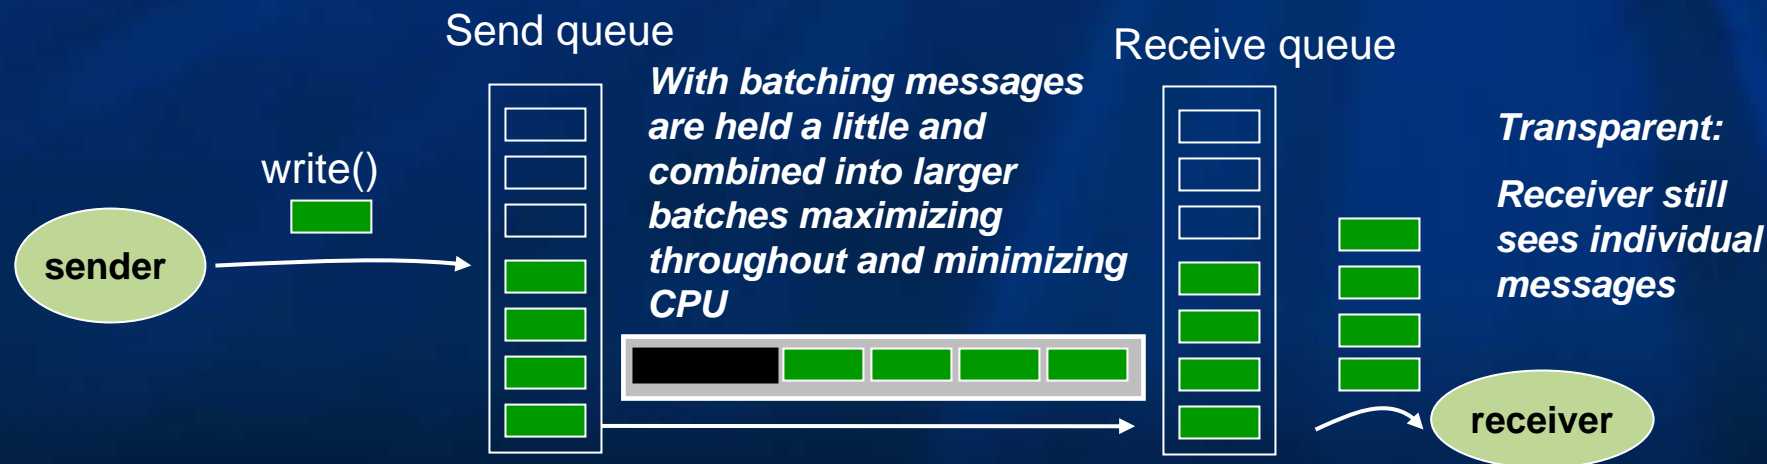 Send queue
Receive queue
With batching messages
are held a little and
combined into larger
batches maximizing
throughout and minimizing
CPU
Transparent:
Receiver still
sees individual
messages
write()
sender
receiver